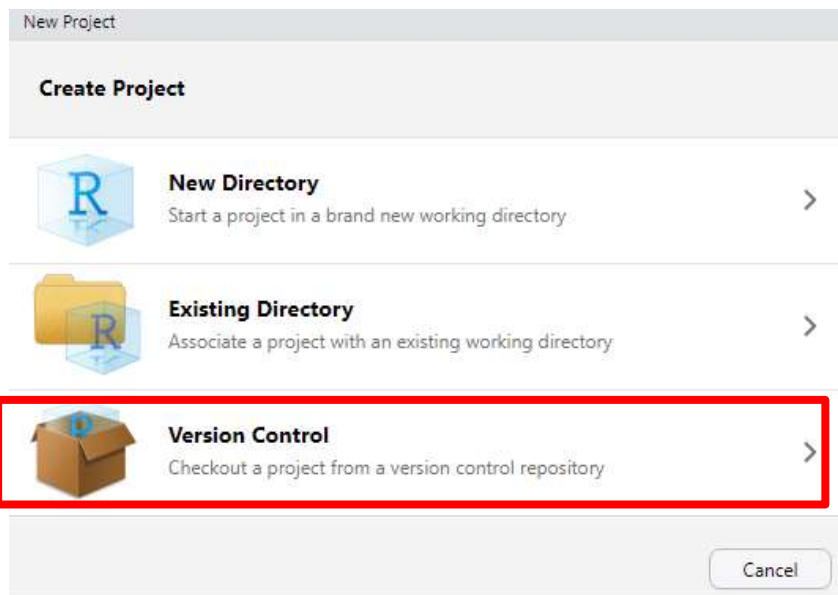 New Project
Create Project
R
New Directory
Start a project in a brand new working directory
R
Existing Directory
Associate a project with an existing working directory
Version Control
Checkout a project from a version control repository
Cancel